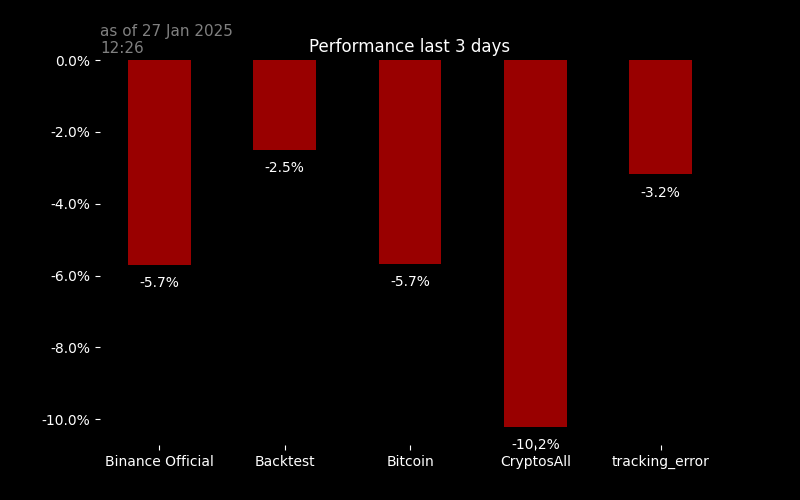 as of 27 Jan 2025
12:26
Performance last 3 days
0.0%
-2.0%
-4.0%
-6.0%
-8.0%
-10.0%
-5.7%
-2.5%
-5.7%
-10.2%
-3.2%
Binance Official
Backtest
Bitcoin
CryptosAll
tracking_error